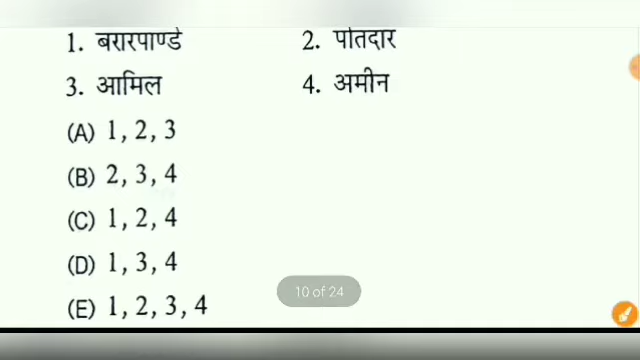 1. बरारपाण्डे 2. पोतदार
3. आमिल 4. अमीन
(A) 1, 2, 3
(B) 2, 3, 4
(C) 1, 2, 4
(D) 1, 3, 4
10 of 24
(E) 1, 2, 3, 4